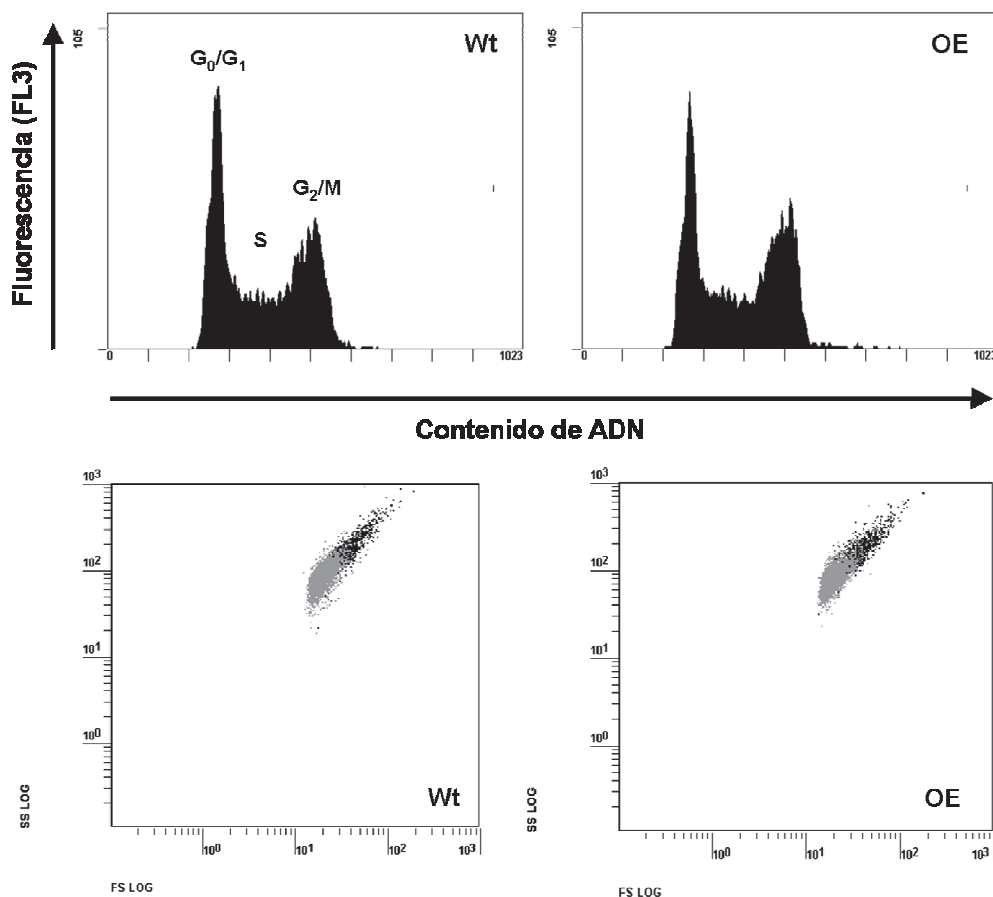 Fluorescencia (FL3)
105
Wt
G0/G1
G2/M
S
0
1023
105
OE
0
1023
Contenido de ADN
10³
10²
10¹
10⁰
SS LOG
Wt
10⁰ 10¹ 10² 10³
FS LOG
10³
10²
10¹
10⁰
SS LOG
OE
10⁰ 10¹ 10² 10³
FS LOG